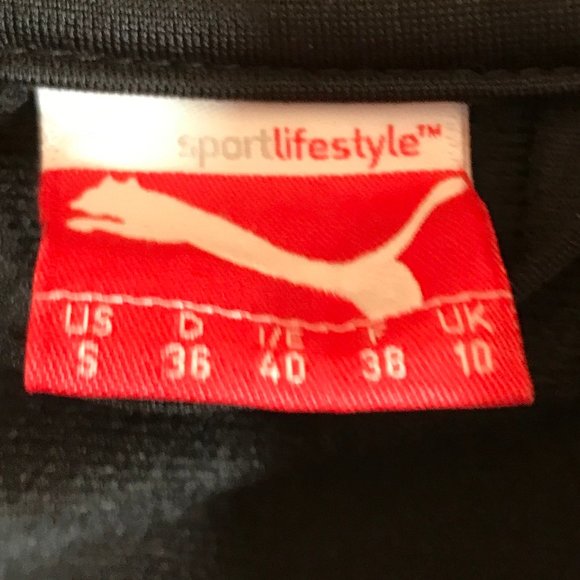 sportlifestyle™
US D I/E F UK
S 36 40 38 10